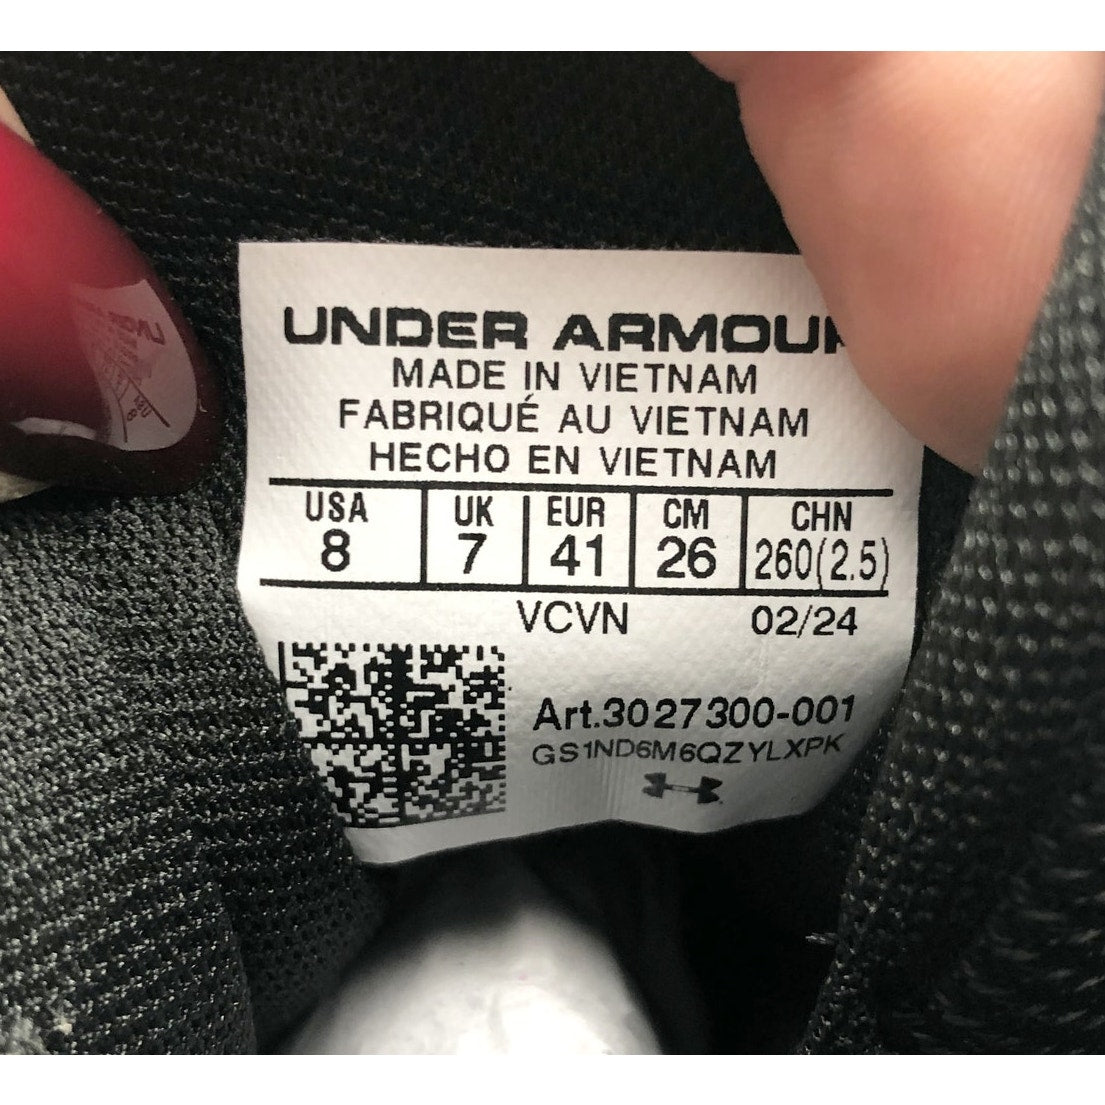 UNDER ARMOUR
MADE IN VIETNAM
FABRIQUÉ AU VIETNAM
HECHO EN VIETNAM
USA UK EUR CM CHN
8 7 41 26 260(2.5)
VCVN 02/24
Art.3027300-001
GS1ND6M6QZYLXPK